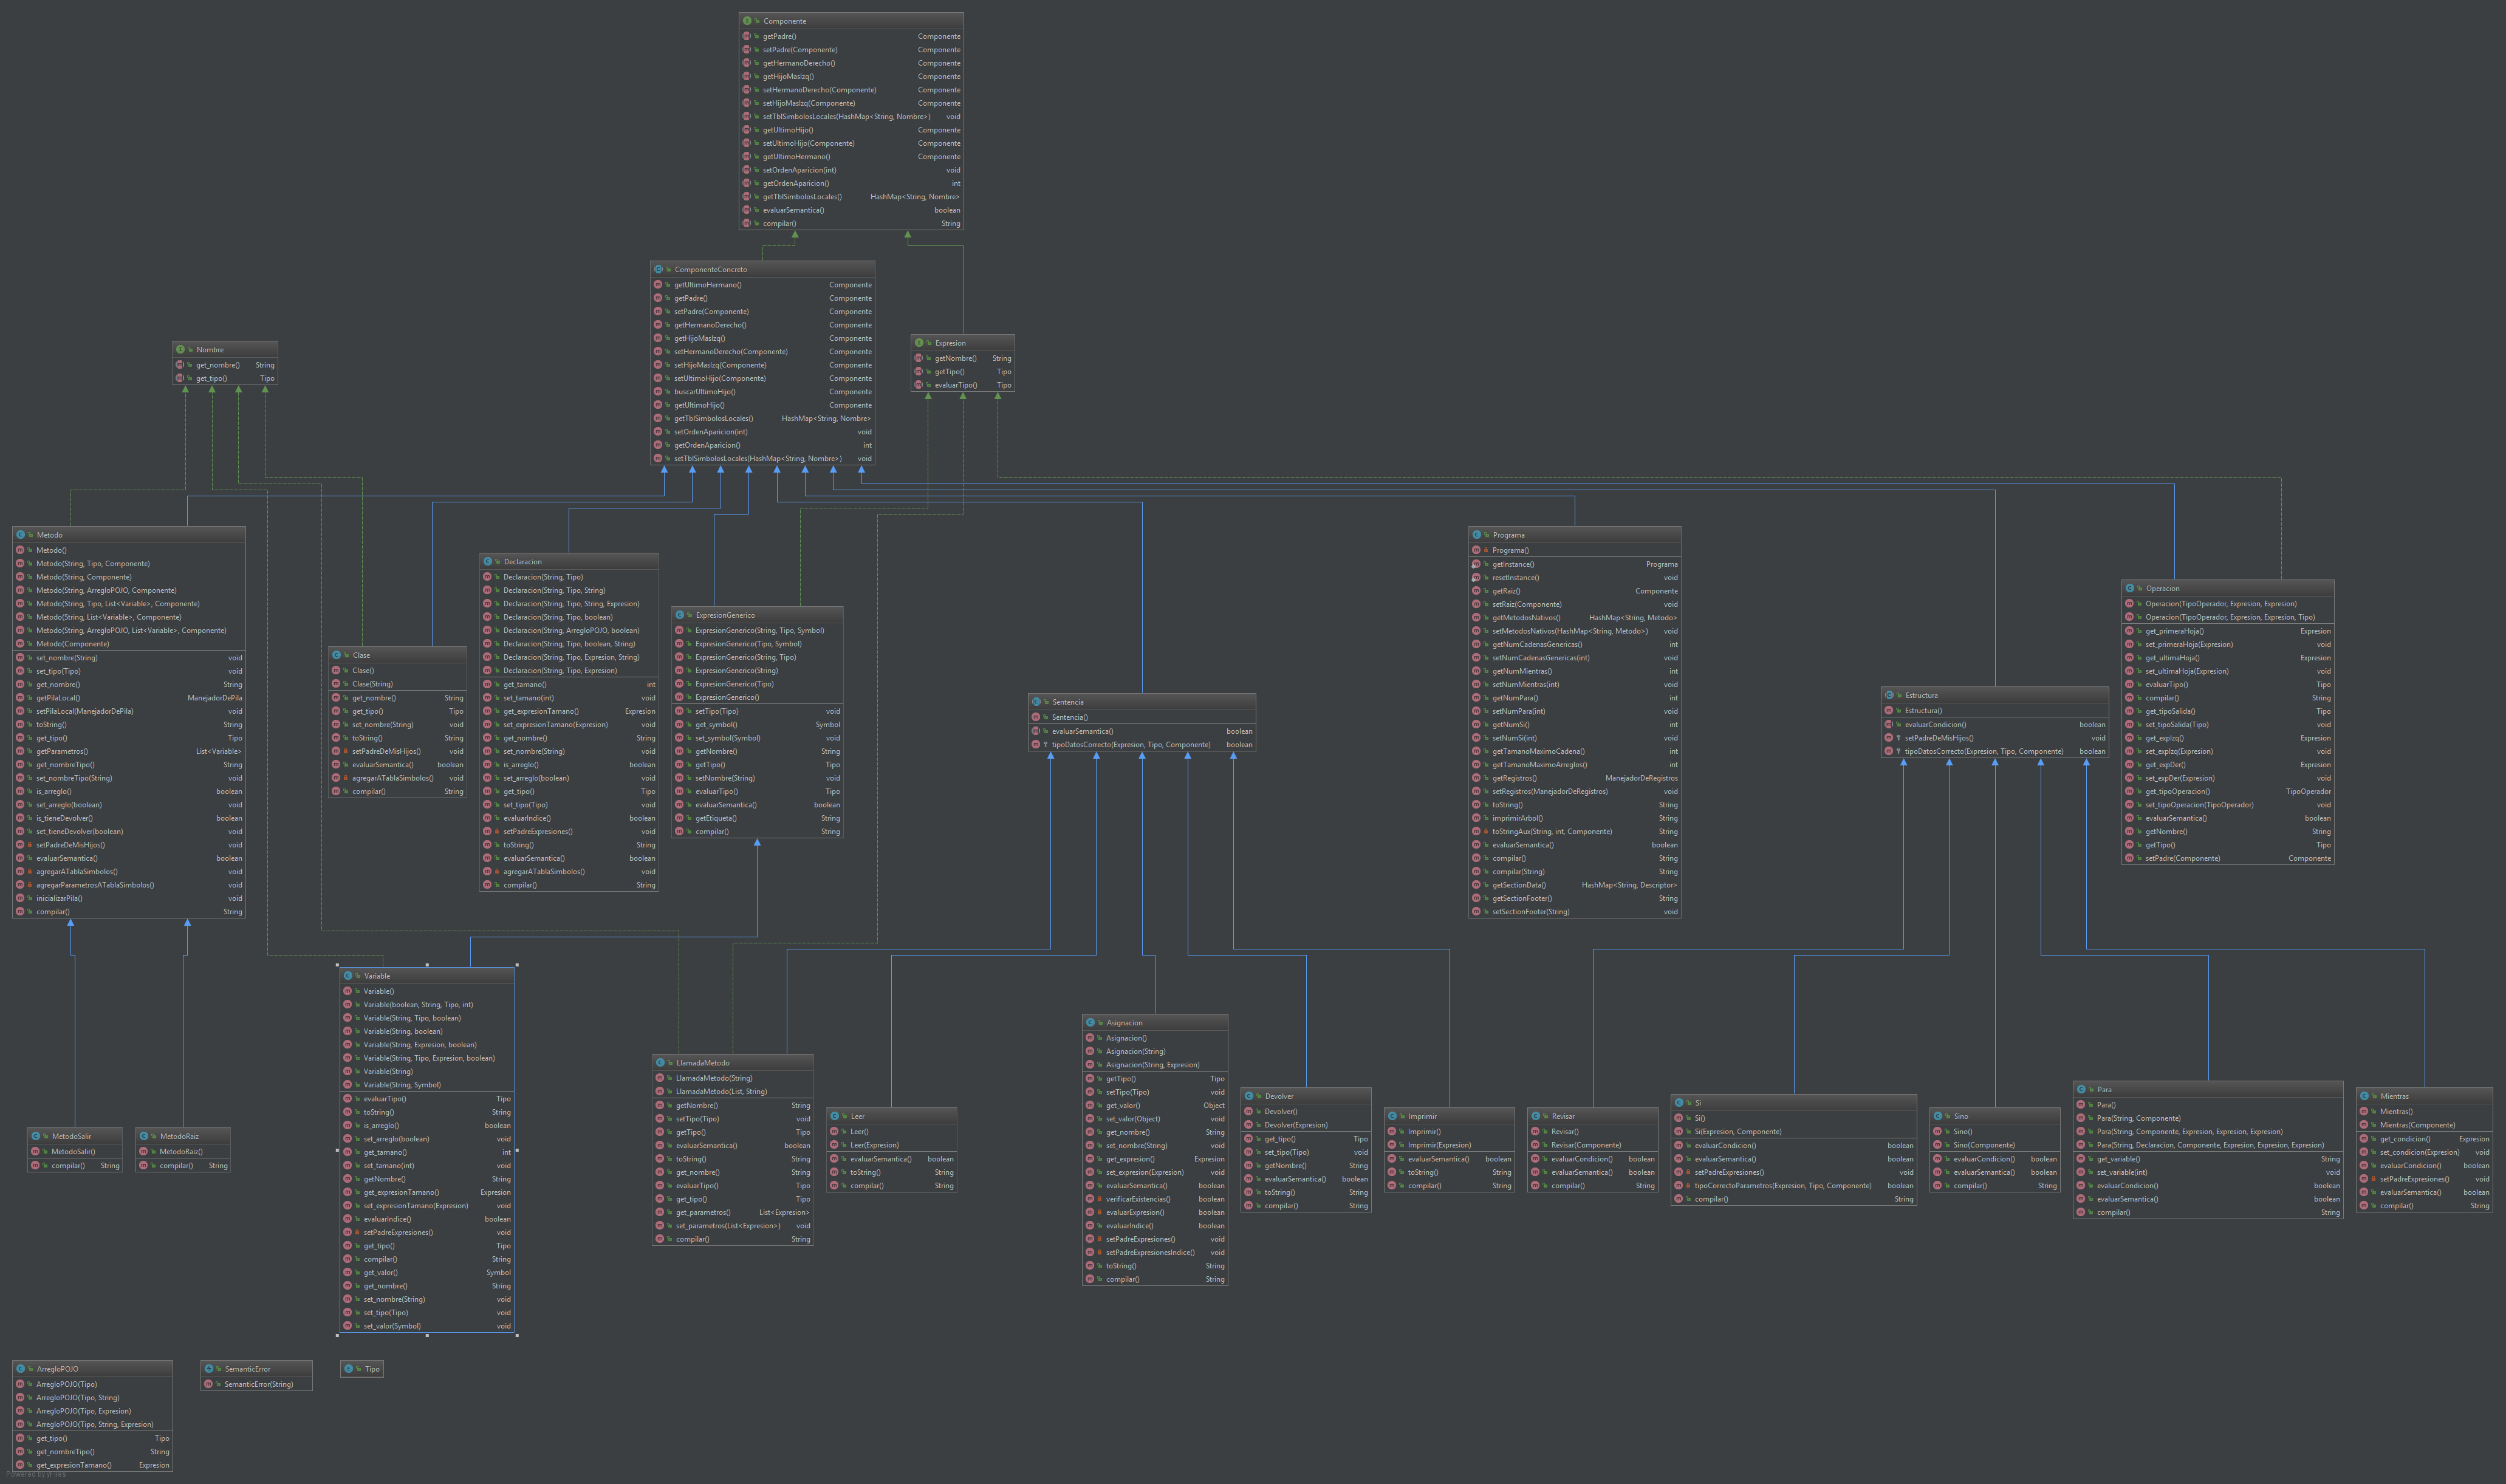 Componente
getPadre() Componente
setPadre(Componente) Componente
getHermanoDerecho() Componente
getHijoMasIzq() Componente
setHermanoDerecho(Componente) Componente
setHijoMasIzq(Componente) Componente
setTblSimbolosLocales(HashMap<String, Nombre>) void
getUltimoHijo() Componente
setUltimoHijo(Componente) Componente
getUltimoHermano() Componente
setOrdenAparicion(int) void
getOrdenAparicion() int
getTblSimbolosLocales() HashMap<String, Nombre>
evaluarSemantica() boolean
compilar() String
ComponenteConcreto
getUltimoHermano() Componente
getPadre() Componente
setPadre(Componente) Componente
getHermanoDerecho() Componente
getHijoMasIzq() Componente
setHermanoDerecho(Componente) Componente
setHijoMasIzq(Componente) Componente
setUltimoHijo(Componente) Componente
buscarUltimoHijo() Componente
getUltimoHijo() Componente
getTblSimbolosLocales() HashMap<String, Nombre>
setOrdenAparicion(int) void
getOrdenAparicion() int
setTblSimbolosLocales(HashMap<String, Nombre>) void
Nombre
get_nombre() String
get_tipo() Tipo
Expresion
getNombre() String
getTipo() Tipo
evaluarTipo() Tipo
Metodo
Metodo()
Metodo(String, Tipo, Componente)
Metodo(String, Componente)
Metodo(String, ArregloPOJO, Componente)
Metodo(String, Tipo, List<Variable>, Componente)
Metodo(String, List<Variable>, Componente)
Metodo(String, ArregloPOJO, List<Variable>, Componente)
Metodo(Componente)
set_nombre(String) void
set_tipo(Tipo) void
get_nombre() String
getPilaLocal() ManejadorDePila
setPilaLocal(ManejadorDePila) void
toString() String
get_tipo() Tipo
getParametros() List<Variable>
get_nombreTipo() String
set_nombreTipo(String) void
is_arreglo() boolean
set_arreglo(boolean) void
is_tieneDevolver() boolean
set_tieneDevolver(boolean) void
setPadreDeMisHijos() void
evaluarSemantica() boolean
agregarATablaSimbolos() void
agregarParametrosATablaSimbolos() void
inicializarPila() void
compilar() String
Clase
Clase()
Clase(String)
get_nombre() String
get_tipo() Tipo
set_nombre(String) void
toString() String
setPadreDeMisHijos() void
evaluarSemantica() boolean
agregarATablaSimbolos() void
compilar() String
Declaracion
Declaracion(String, Tipo)
Declaracion(String, Tipo, String)
Declaracion(String, Tipo, String, Expresion)
Declaracion(String, Tipo, boolean)
Declaracion(String, ArregloPOJO, boolean)
Declaracion(String, Tipo, boolean, String)
Declaracion(String, Tipo, Expresion, String)
Declaracion(String, Tipo, Expresion)
get_tamano() int
set_tamano(int) void
get_expresionTamano() Expresion
set_expresionTamano(Expresion) void
get_nombre() String
set_nombre(String) void
is_arreglo() boolean
set_arreglo(boolean) void
get_tipo() Tipo
set_tipo(Tipo) void
evaluarIndice() boolean
setPadreExpresiones() void
toString() String
evaluarSemantica() boolean
agregarATablaSimbolos() void
compilar() String
ExpresionGenerico
ExpresionGenerico(String, Tipo, Symbol)
ExpresionGenerico(Tipo, Symbol)
ExpresionGenerico(String, Tipo)
ExpresionGenerico(String)
ExpresionGenerico(Tipo)
ExpresionGenerico()
setTipo(Tipo) void
get_symbol() Symbol
set_symbol(Symbol) void
getNombre() String
getTipo() Tipo
setNombre(String) void
evaluarTipo() Tipo
evaluarSemantica() boolean
getEtiqueta() String
compilar() String
Sentencia
Sentencia()
evaluarSemantica() boolean
tipoDatosCorrecto(Expresion, Tipo, Componente) boolean
Programa
Programa()
getInstance() Programa
resetInstance() void
getRaiz() Componente
setRaiz(Componente) void
getMetodosNativos() HashMap<String, Metodo>
setMetodosNativos(HashMap<String, Metodo>) void
getNumCadenasGenericas() int
setNumCadenasGenericas(int) void
getNumMientras() int
setNumMientras(int) void
getNumPara() int
setNumPara(int) void
getNumSi() int
setNumSi(int) void
getTamanoMaximoCadena() int
getTamanoMaximoArreglos() int
getRegistros() ManejadorDeRegistros
setRegistros(ManejadorDeRegistros) void
toString() String
imprimirArbol() String
toStringAux(String, int, Componente) String
evaluarSemantica() boolean
compilar() String
compilar(String) String
getSectionData() HashMap<String, Descriptor>
getSectionFooter() String
setSectionFooter(String) void
Estructura
Estructura()
evaluarCondicion() boolean
setPadreDeMisHijos() void
tipoDatosCorrecto(Expresion, Tipo, Componente) boolean
Operacion
Operacion(TipoOperador, Expresion, Expresion)
Operacion(TipoOperador, Expresion, Expresion, Tipo)
get_primeraHoja() Expresion
set_primeraHoja(Expresion) void
get_ultimaHoja() Expresion
set_ultimaHoja(Expresion) void
evaluarTipo() Tipo
compilar() String
get_tipoSalida() Tipo
set_tipoSalida(Tipo) void
get_expIzq() Expresion
set_expIzq(Expresion) void
get_expDer() Expresion
set_expDer(Expresion) void
get_tipoOperacion() TipoOperador
set_tipoOperacion(TipoOperador) void
evaluarSemantica() boolean
getNombre() String
getTipo() Tipo
setPadre(Componente) Componente
MetodoSalir
MetodoSalir()
compilar() String
MetodoRaiz
MetodoRaiz()
compilar() String
Variable
Variable()
Variable(boolean, String, Tipo, int)
Variable(String, Tipo, boolean)
Variable(String, boolean)
Variable(String, Expresion, boolean)
Variable(String, Tipo, Expresion, boolean)
Variable(String)
Variable(String, Symbol)
evaluarTipo() Tipo
toString() String
is_arreglo() boolean
set_arreglo(boolean) void
get_tamano() int
set_tamano(int) void
getNombre() String
get_expresionTamano() Expresion
set_expresionTamano(Expresion) void
evaluarIndice() boolean
setPadreExpresiones() void
get_tipo() Tipo
compilar() String
get_valor() Symbol
get_nombre() String
set_nombre(String) void
set_tipo(Tipo) void
set_valor(Symbol) void
LlamadaMetodo
LlamadaMetodo(String)
LlamadaMetodo(List, String)
getNombre() String
setTipo(Tipo) void
getTipo() Tipo
evaluarSemantica() boolean
toString() String
get_nombre() String
evaluarTipo() Tipo
get_tipo() Tipo
get_parametros() List<Expresion>
set_parametros(List<Expresion>) void
compilar() String
Leer
Leer()
Leer(Expresion)
evaluarSemantica() boolean
toString() String
compilar() String
Asignacion
Asignacion()
Asignacion(String)
Asignacion(String, Expresion)
getTipo() Tipo
setTipo(Tipo) void
get_valor() Object
set_valor(Object) void
get_nombre() String
set_nombre(String) void
get_expresion() Expresion
set_expresion(Expresion) void
evaluarSemantica() boolean
verificarExistencias() boolean
evaluarExpresion() boolean
evaluarIndice() boolean
setPadreExpresiones() void
setPadreExpresionesIndice() void
toString() String
compilar() String
Devolver
Devolver()
Devolver(Expresion)
get_tipo() Tipo
set_tipo(Tipo) void
getNombre() String
evaluarSemantica() boolean
toString() String
compilar() String
Imprimir
Imprimir()
Imprimir(Expresion)
evaluarSemantica() boolean
toString() String
compilar() String
Revisar
Revisar()
Revisar(Componente)
evaluarCondicion() boolean
evaluarSemantica() boolean
compilar() String
Si
Si()
Si(Expresion, Componente)
evaluarCondicion() boolean
evaluarSemantica() boolean
setPadreExpresiones() void
tipoCorrectoParametros(Expresion, Tipo, Componente) boolean
compilar() String
Sino
Sino()
Sino(Componente)
evaluarCondicion() boolean
evaluarSemantica() boolean
compilar() String
Para
Para()
Para(String, Componente)
Para(String, Componente, Expresion, Expresion, Expresion)
Para(String, Declaracion, Componente, Expresion, Expresion, Expresion)
get_variable() String
set_variable(int) void
evaluarCondicion() boolean
evaluarSemantica() boolean
compilar() String
Mientras
Mientras()
Mientras(Componente)
get_condicion() Expresion
set_condicion(Expresion) void
evaluarCondicion() boolean
setPadreExpresiones() void
evaluarSemantica() boolean
compilar() String
ArregloPOJO
ArregloPOJO(Tipo)
ArregloPOJO(Tipo, String)
ArregloPOJO(Tipo, Expresion)
ArregloPOJO(Tipo, String, Expresion)
get_tipo() Tipo
get_nombreTipo() String
get_expresionTamano() Expresion
SemanticError
SemanticError(String)
Tipo
Powered by yFiles